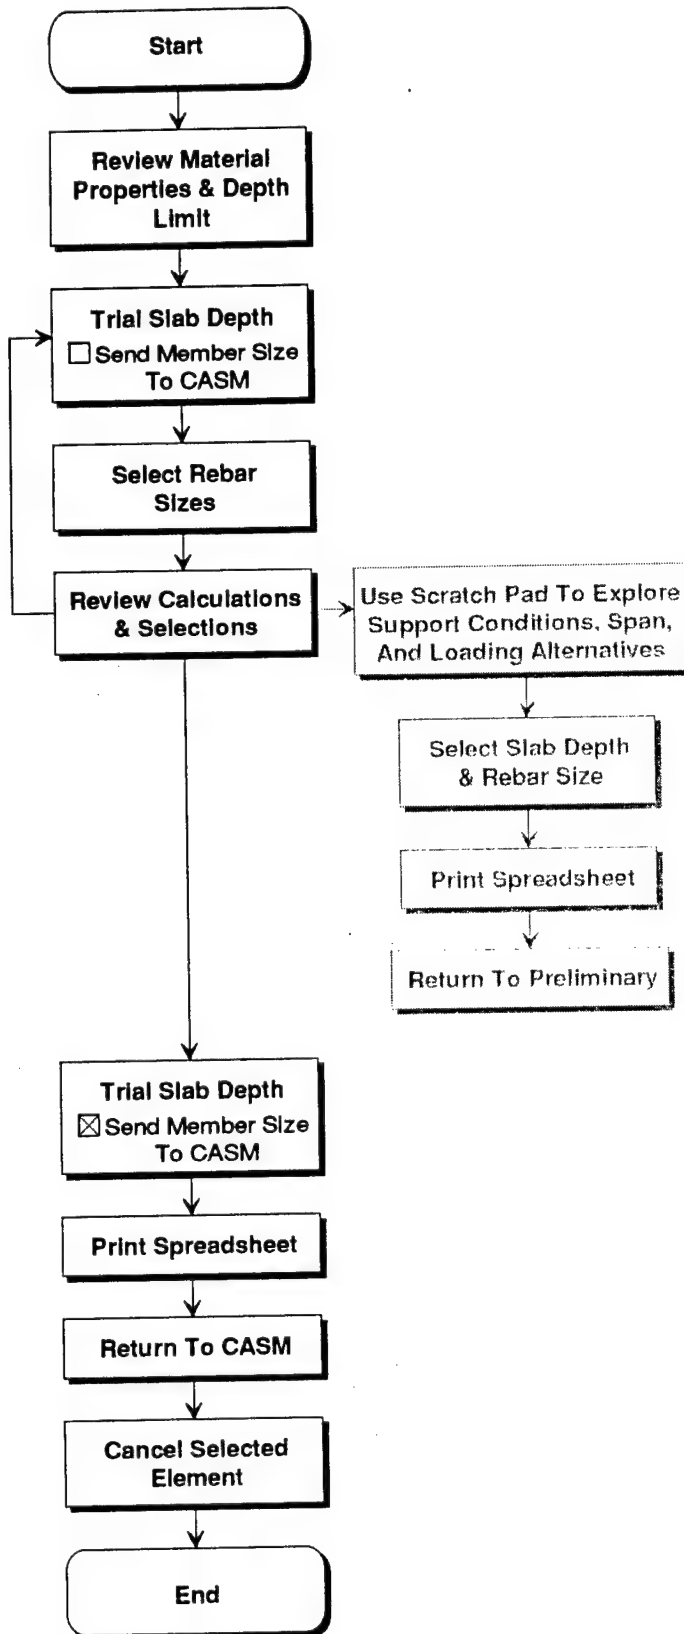 Start
Review Material
Properties & Depth
Limit
Trial Slab Depth
Send Member Size
To CASM
Select Rebar
Sizes
Review Calculations
& Selections
Use Scratch Pad To Explore
Support Conditions, Span,
And Loading Alternatives
Select Slab Depth
& Rebar Size
Print Spreadsheet
Return To Preliminary
Trial Slab Depth
Send Member Size
To CASM
Print Spreadsheet
Return To CASM
Cancel Selected
Element
End